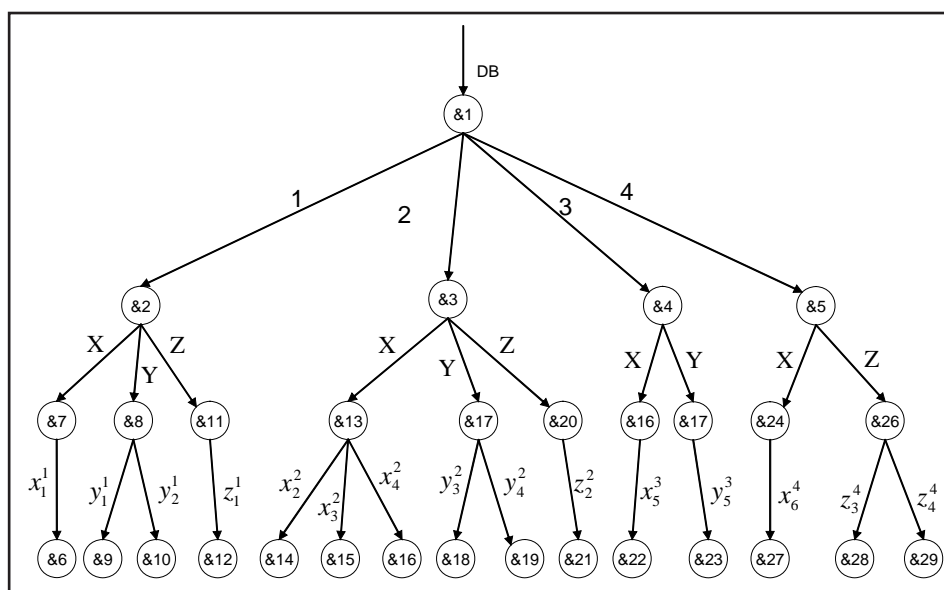 DB
&1
1
2
3
4
&2
&3
&4
&5
X
Y
Z
X
Y
Z
X
Y
X
Z
&7
&8
&11
&13
&17
&20
&16
&17
&24
&26
x_1^1
y_1^1
y_2^1
z_1^1
x_2^2
x_3^2
x_4^2
y_3^2
y_4^2
z_2^2
x_5^3
y_5^3
x_6^4
z_3^4
z_4^4
&6
&9
&10
&12
&14
&15
&16
&18
&19
&21
&22
&23
&27
&28
&29